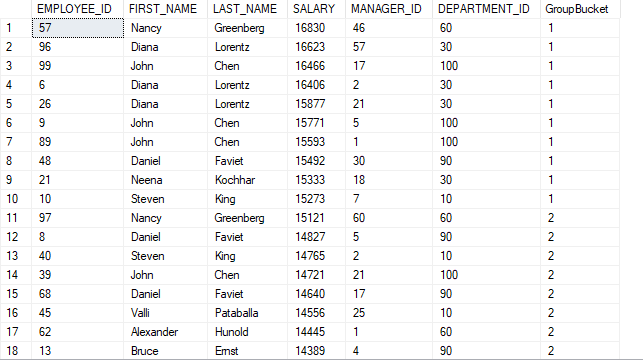 EMPLOYEE_ID FIRST_NAME LAST_NAME SALARY MANAGER_ID DEPARTMENT_ID GroupBucket
1 57 Nancy Greenberg 16830 46 60 1
2 96 Diana Lorentz 16623 57 30 1
3 99 John Chen 16466 17 100 1
4 6 Diana Lorentz 16406 2 30 1
5 26 Diana Lorentz 15877 21 30 1
6 9 John Chen 15771 5 100 1
7 89 John Chen 15593 1 100 1
8 48 Daniel Faviet 15492 30 90 1
9 21 Neena Kochhar 15333 18 30 1
10 10 Steven King 15273 7 10 1
11 97 Nancy Greenberg 15121 60 60 2
12 8 Daniel Faviet 14827 5 90 2
13 40 Steven King 14765 2 10 2
14 39 John Chen 14721 21 100 2
15 68 Daniel Faviet 14640 17 90 2
16 45 Valli Pataballa 14556 25 10 2
17 62 Alexander Hunold 14445 1 60 2
18 13 Bruce Ernst 14389 4 90 2